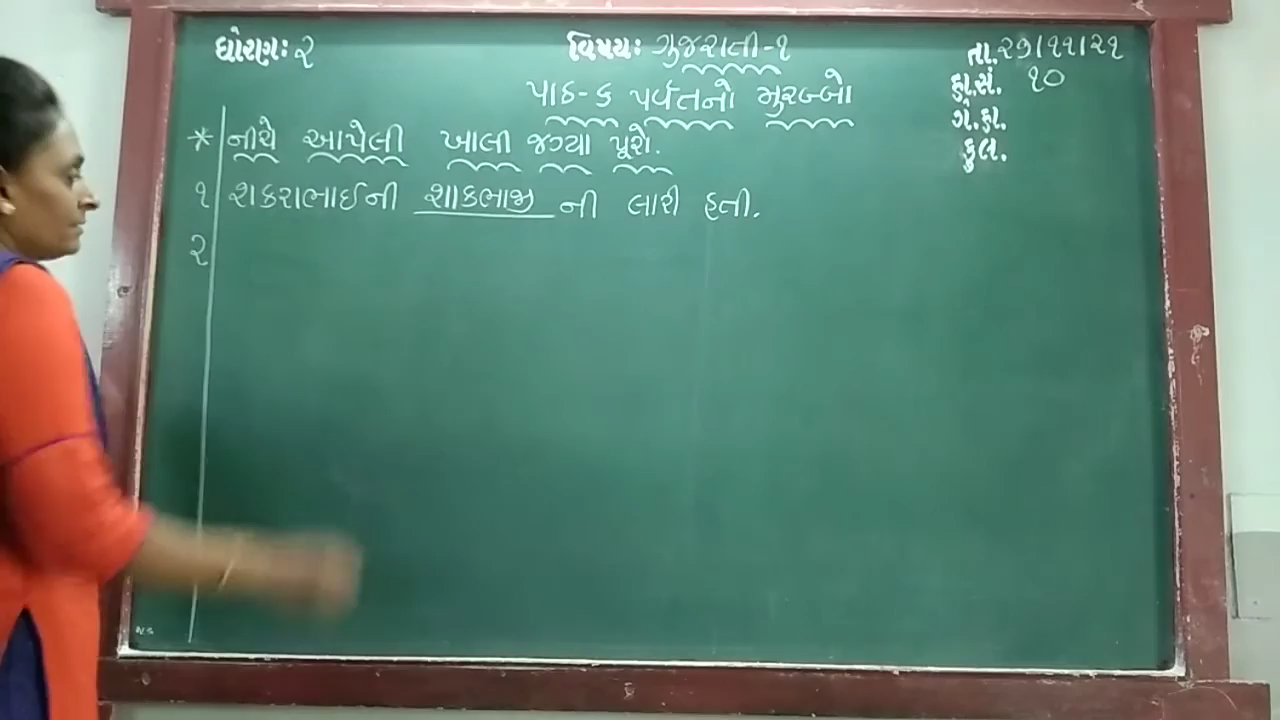 ધોરણઃ ૨ વિષયઃ ગુજરાતી-૧ તા.૨૭/૧૧/૨૧
પાઠ-૬ પર્વતનો મુરબ્બો હા.સં. ૧૦
ગે.હા.
* નીચે આપેલી ખાલી જગ્યા પૂરો. કુલ.
૧ શકરાભાઈની શાકભાજી ની લારી હતી.
૨